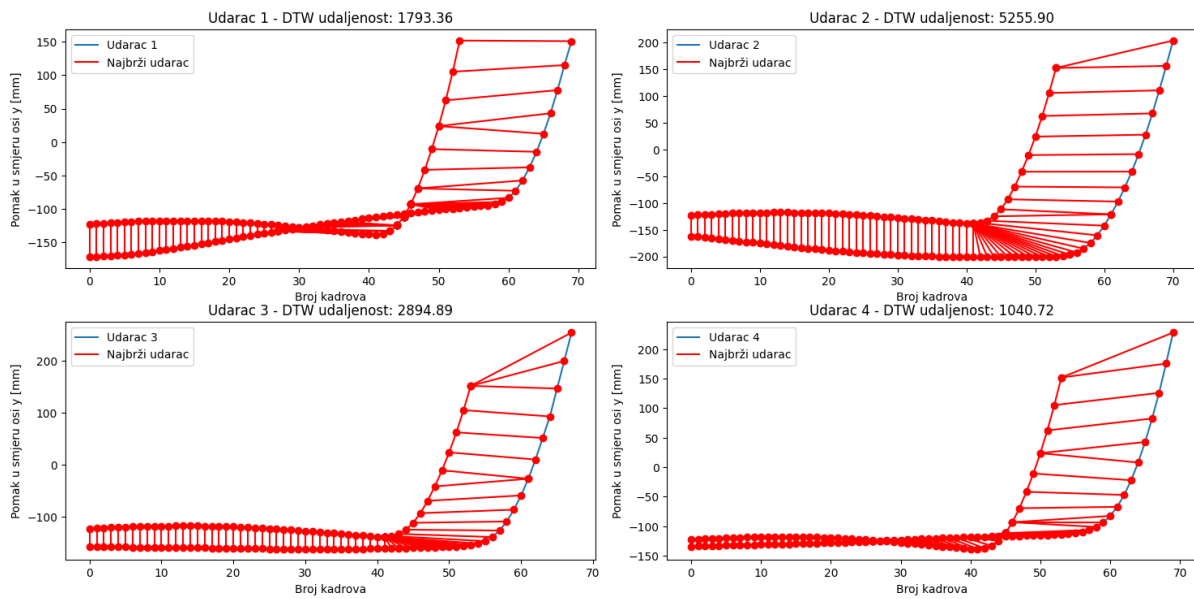 Udarac 1 - DTW udaljenost: 1793.36
Udarac 1
Najbrži udarac
Pomak u smjeru osi y [mm]
150
100
50
0
−50
−100
−150
0 10 20 30 40 50 60 70
Broj kadrova
Udarac 2 - DTW udaljenost: 5255.90
Udarac 2
Najbrži udarac
Pomak u smjeru osi y [mm]
200
150
100
50
0
−50
−100
−150
−200
0 10 20 30 40 50 60 70
Broj kadrova
Udarac 3 - DTW udaljenost: 2894.89
Udarac 3
Najbrži udarac
Pomak u smjeru osi y [mm]
200
100
0
−100
0 10 20 30 40 50 60 70
Broj kadrova
Udarac 4 - DTW udaljenost: 1040.72
Udarac 4
Najbrži udarac
Pomak u smjeru osi y [mm]
200
150
100
50
0
−50
−100
−150
0 10 20 30 40 50 60 70
Broj kadrova